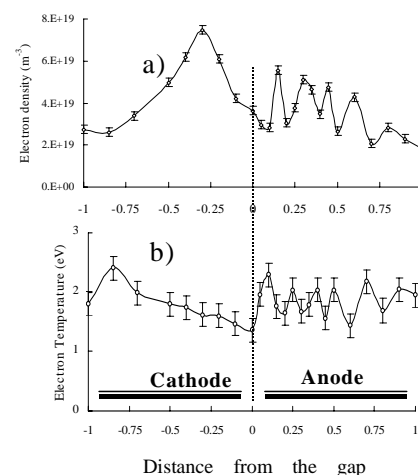 8.E+19
6.E+19
4.E+19
2.E+19
0.E+00
Electron density (m⁻³)
a)
-1 -0.75 -0.5 -0.25 0 0.25 0.50 0.75
3
2
1
0
Electron Temperature (eV)
b)
Cathode Anode
-1 -0.75 -0.5 -0.25 0 0.25 0.5 0.75 1
Distance from the gap